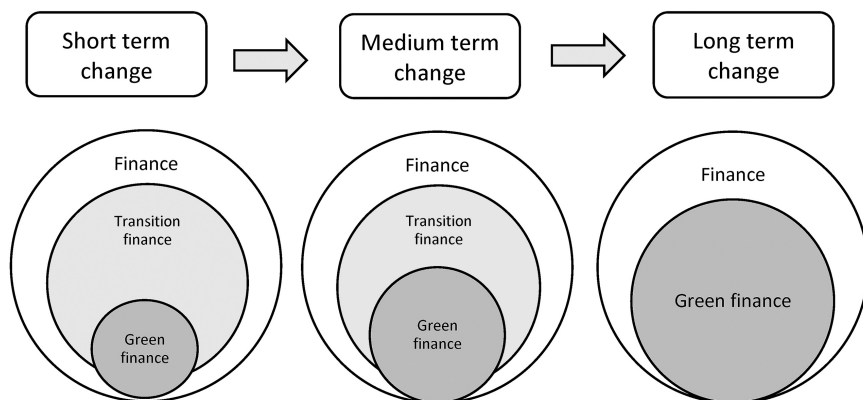 Short term
change
Medium term
change
Long term
change
Finance
Transition
finance
Green
finance
Finance
Transition
finance
Green
finance
Finance
Green finance